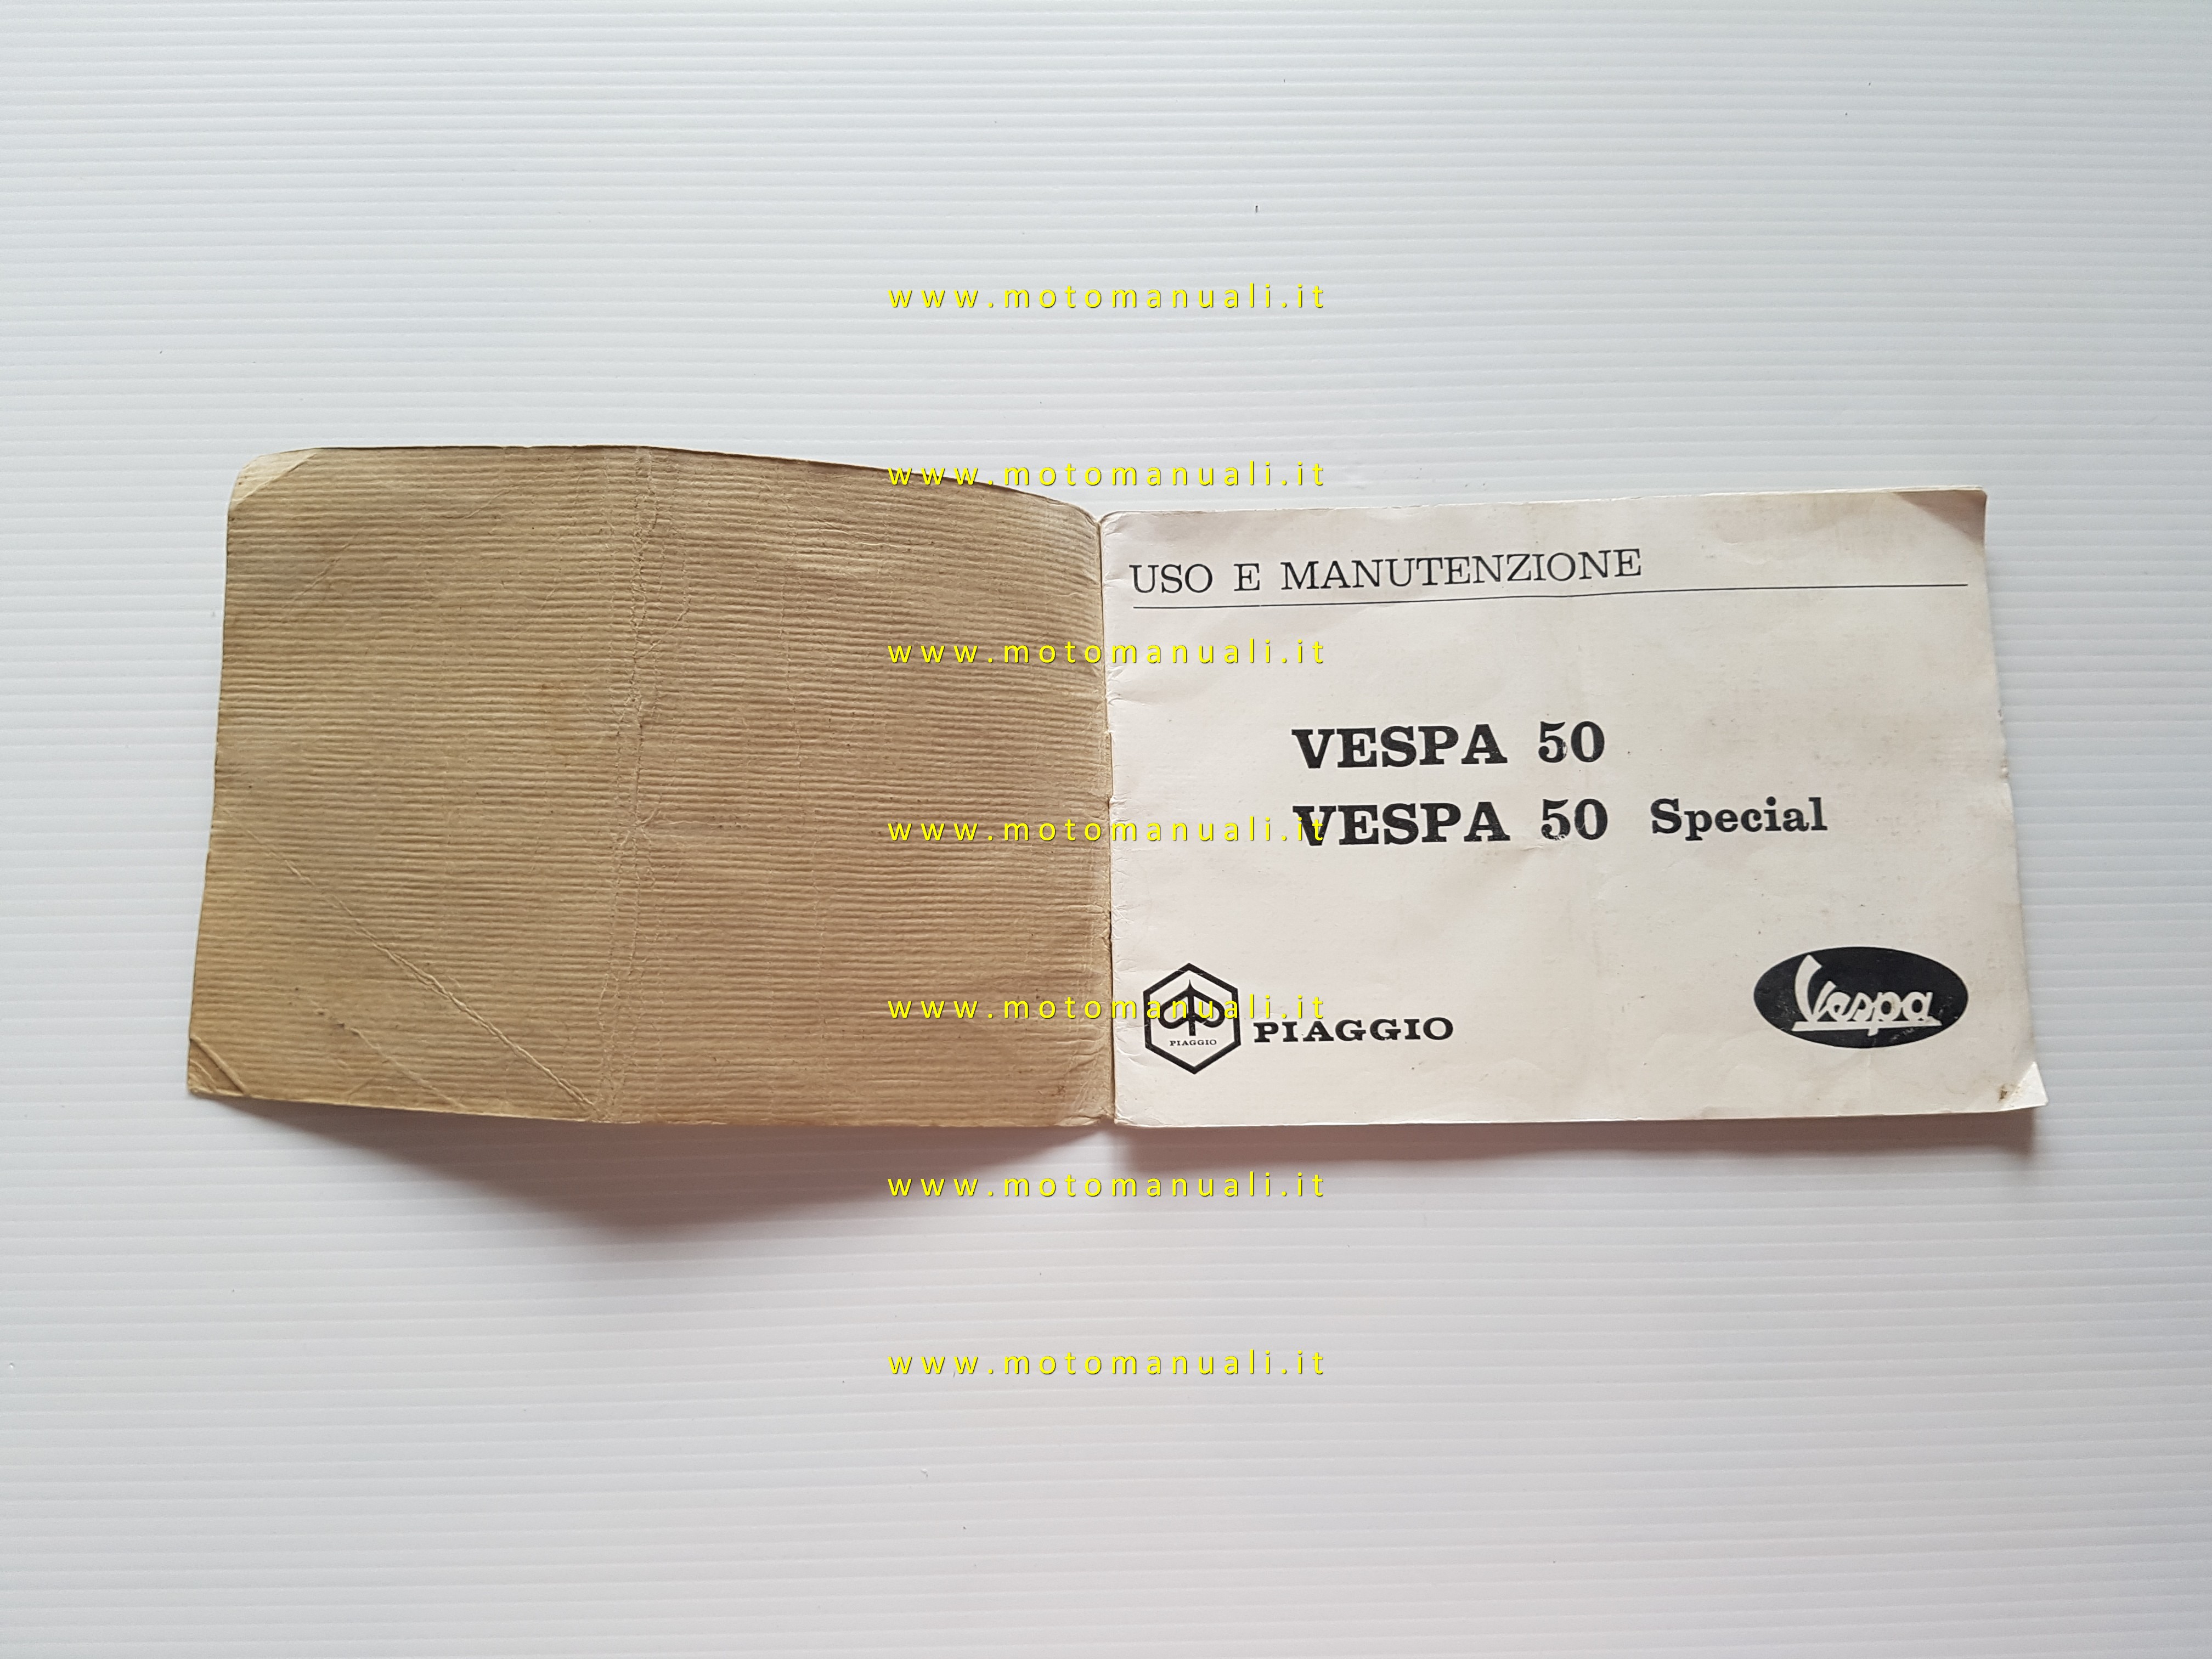 www.motomanuali.it
www.motomanuali.it
USO E MANUTENZIONE
www.motomanuali.it
VESPA 50
VESPA 50 Special
www.motomanuali.it
www.motomanuali.it
PIAGGIO
PIAGGIO
Vespa
www.motomanuali.it
www.motomanuali.it